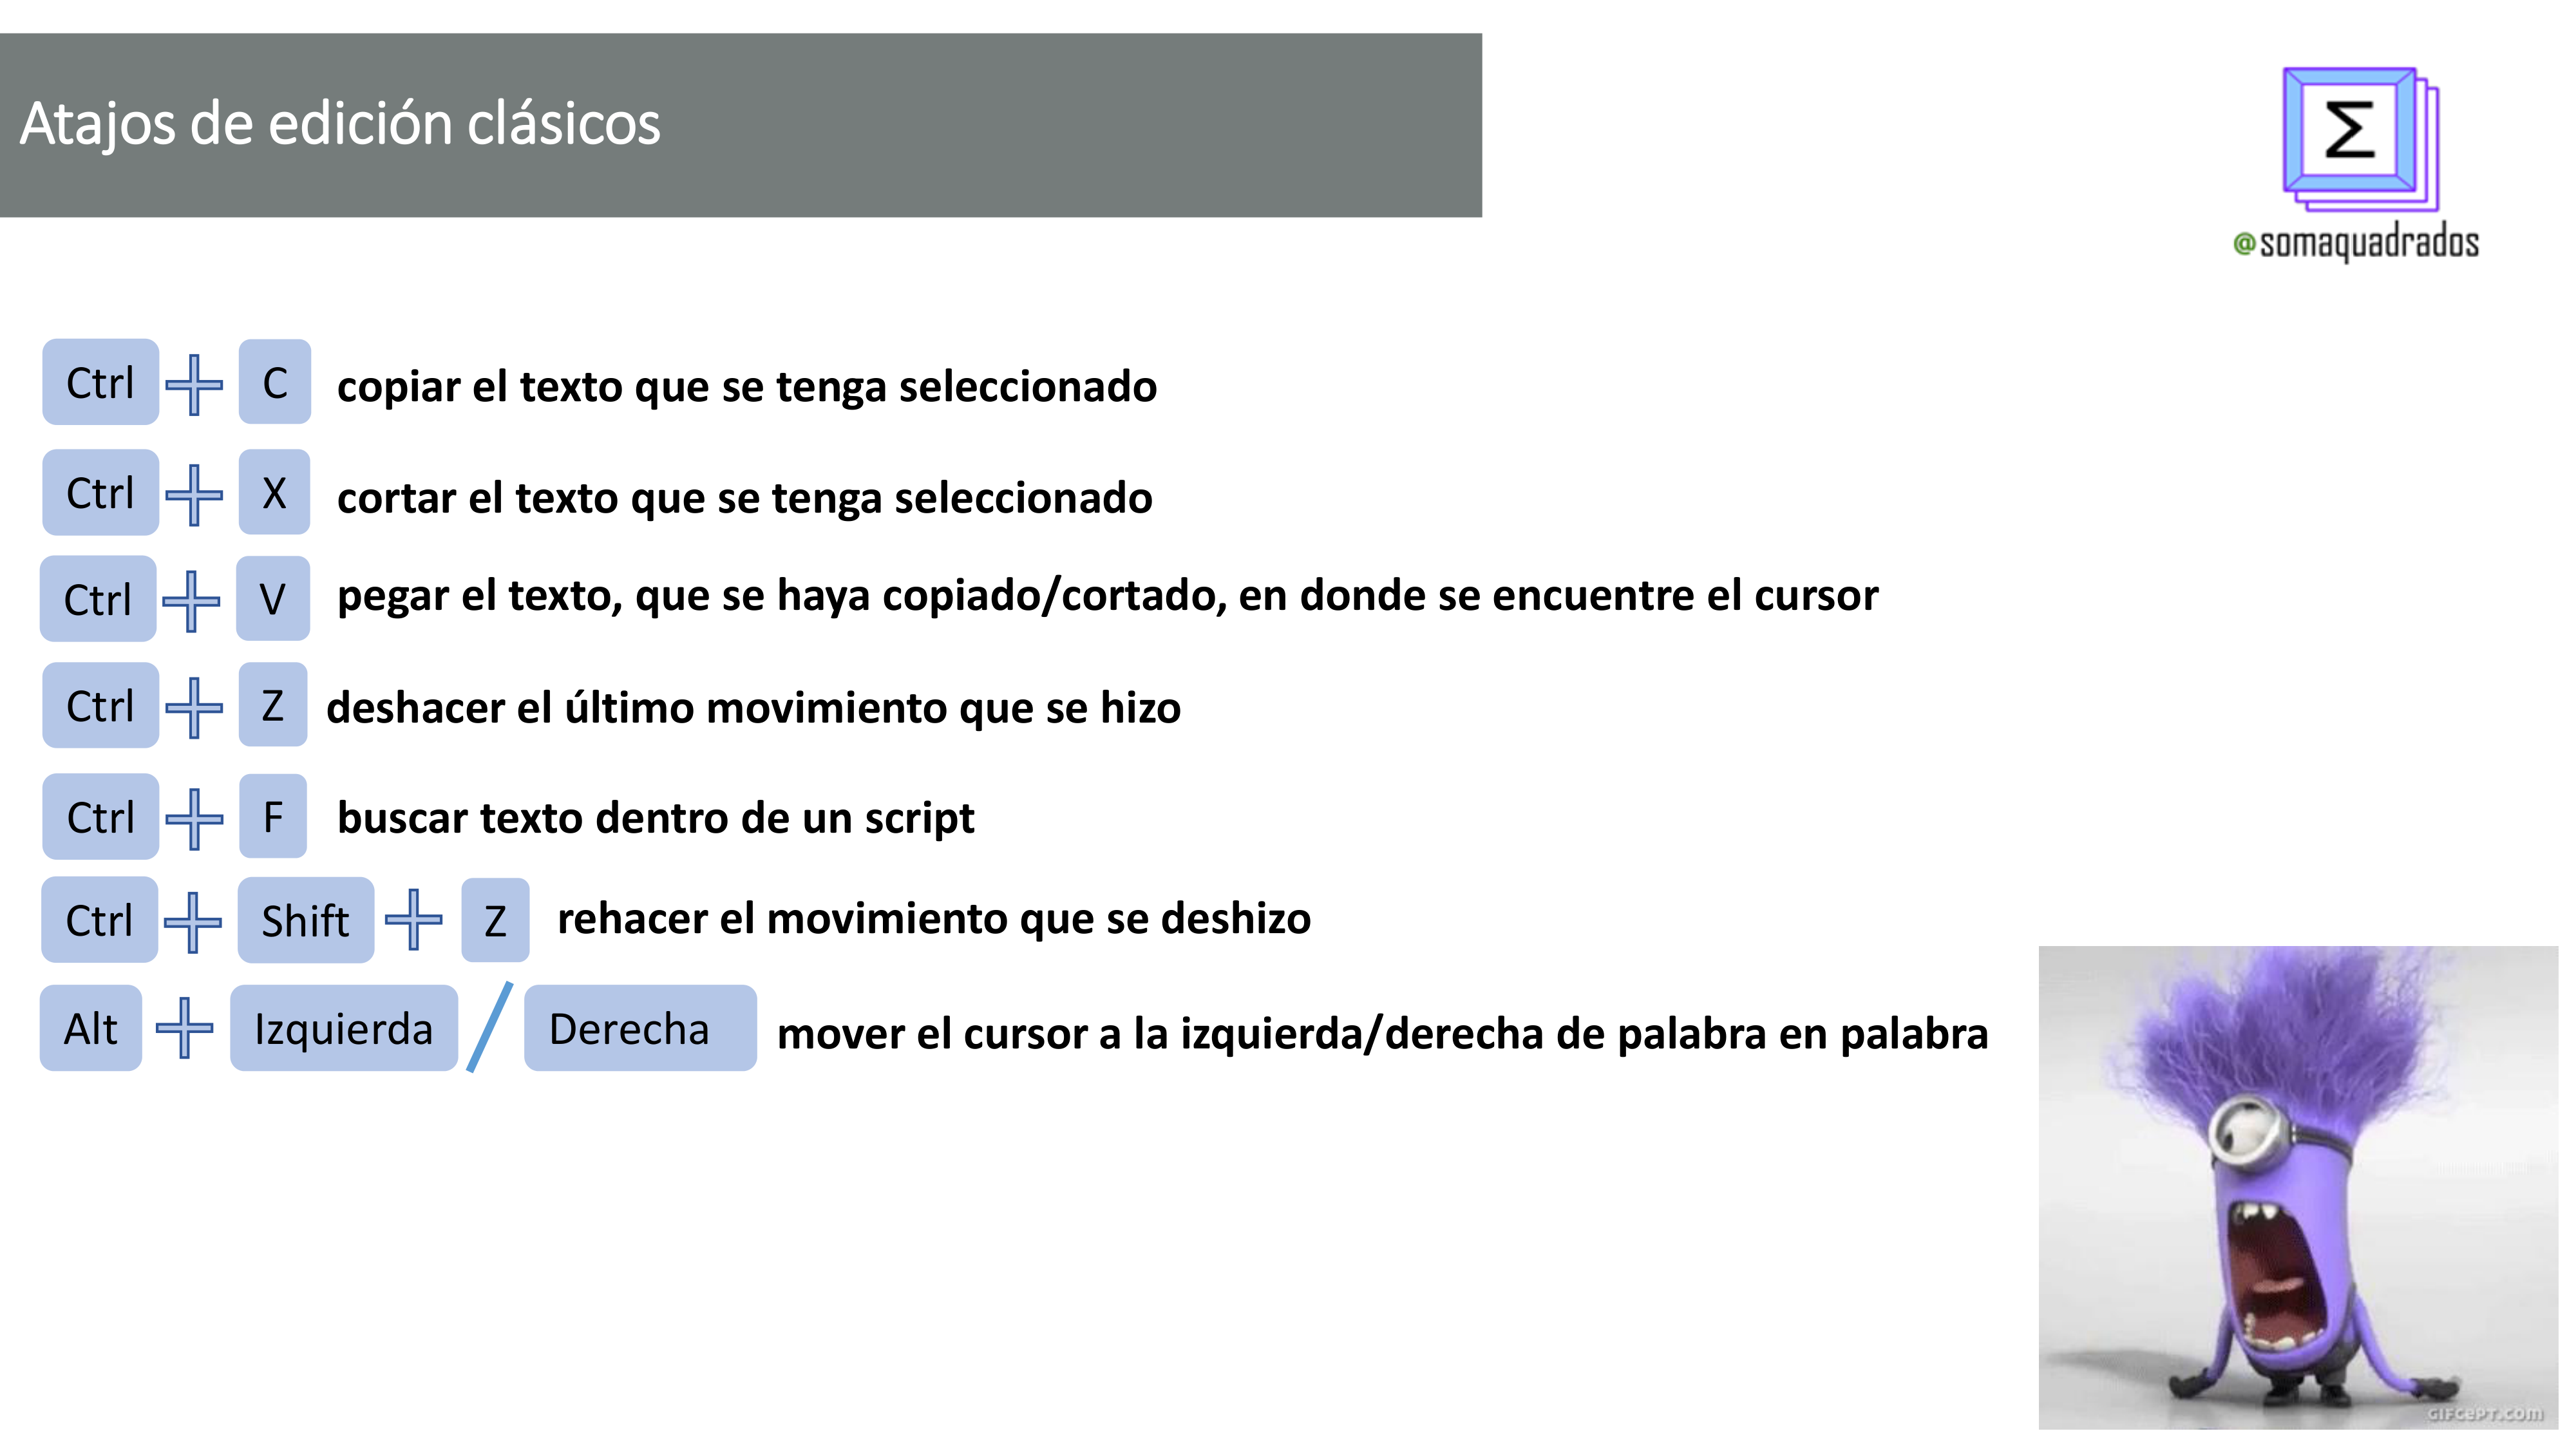 Atajos de edición clásicos
Σ
@somaquadrados
Ctrl + C copiar el texto que se tenga seleccionado
Ctrl + X cortar el texto que se tenga seleccionado
Ctrl + V pegar el texto, que se haya copiado/cortado, en donde se encuentre el cursor
Ctrl + Z deshacer el último movimiento que se hizo
Ctrl + F buscar texto dentro de un script
Ctrl + Shift + Z rehacer el movimiento que se deshizo
Alt + Izquierda / Derecha mover el cursor a la izquierda/derecha de palabra en palabra
GIFCEPT.COM